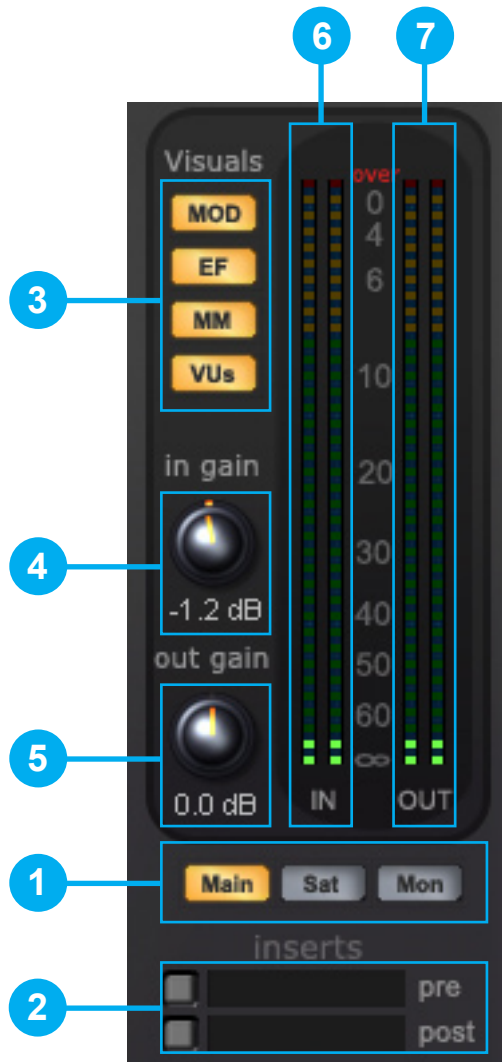 6 7
Visuals
over
MOD
0
4
EF
6
3
MM
VUs
10
in gain
20
4
30
-1.2 dB
40
out gain
50
60
5
∞
0.0 dB
IN OUT
1
Main Sat Mon
inserts
pre
2
post